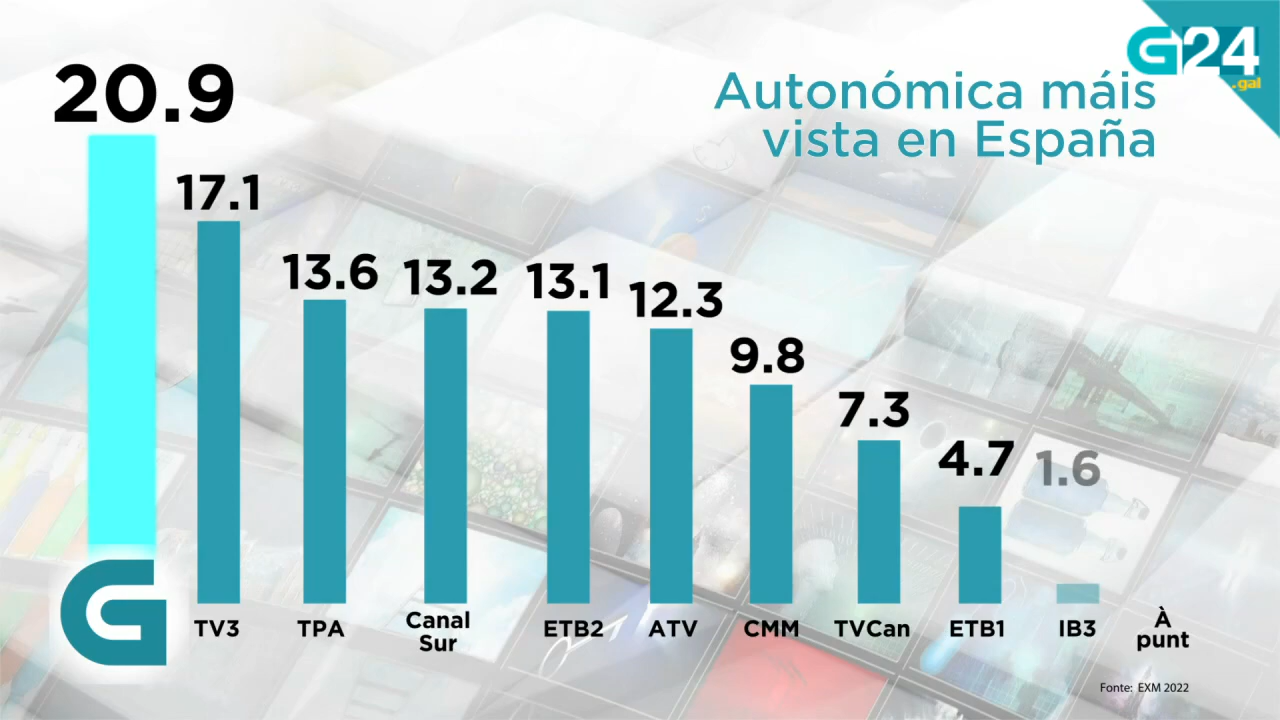 G24
.gal
Autonómica máis
vista en España
20.9
17.1
13.6
13.2
13.1
12.3
9.8
7.3
4.7
1.6
G
TV3
TPA
Canal
Sur
ETB2
ATV
CMM
TVCan
ETB1
IB3
À
punt
Fonte: EXM 2022